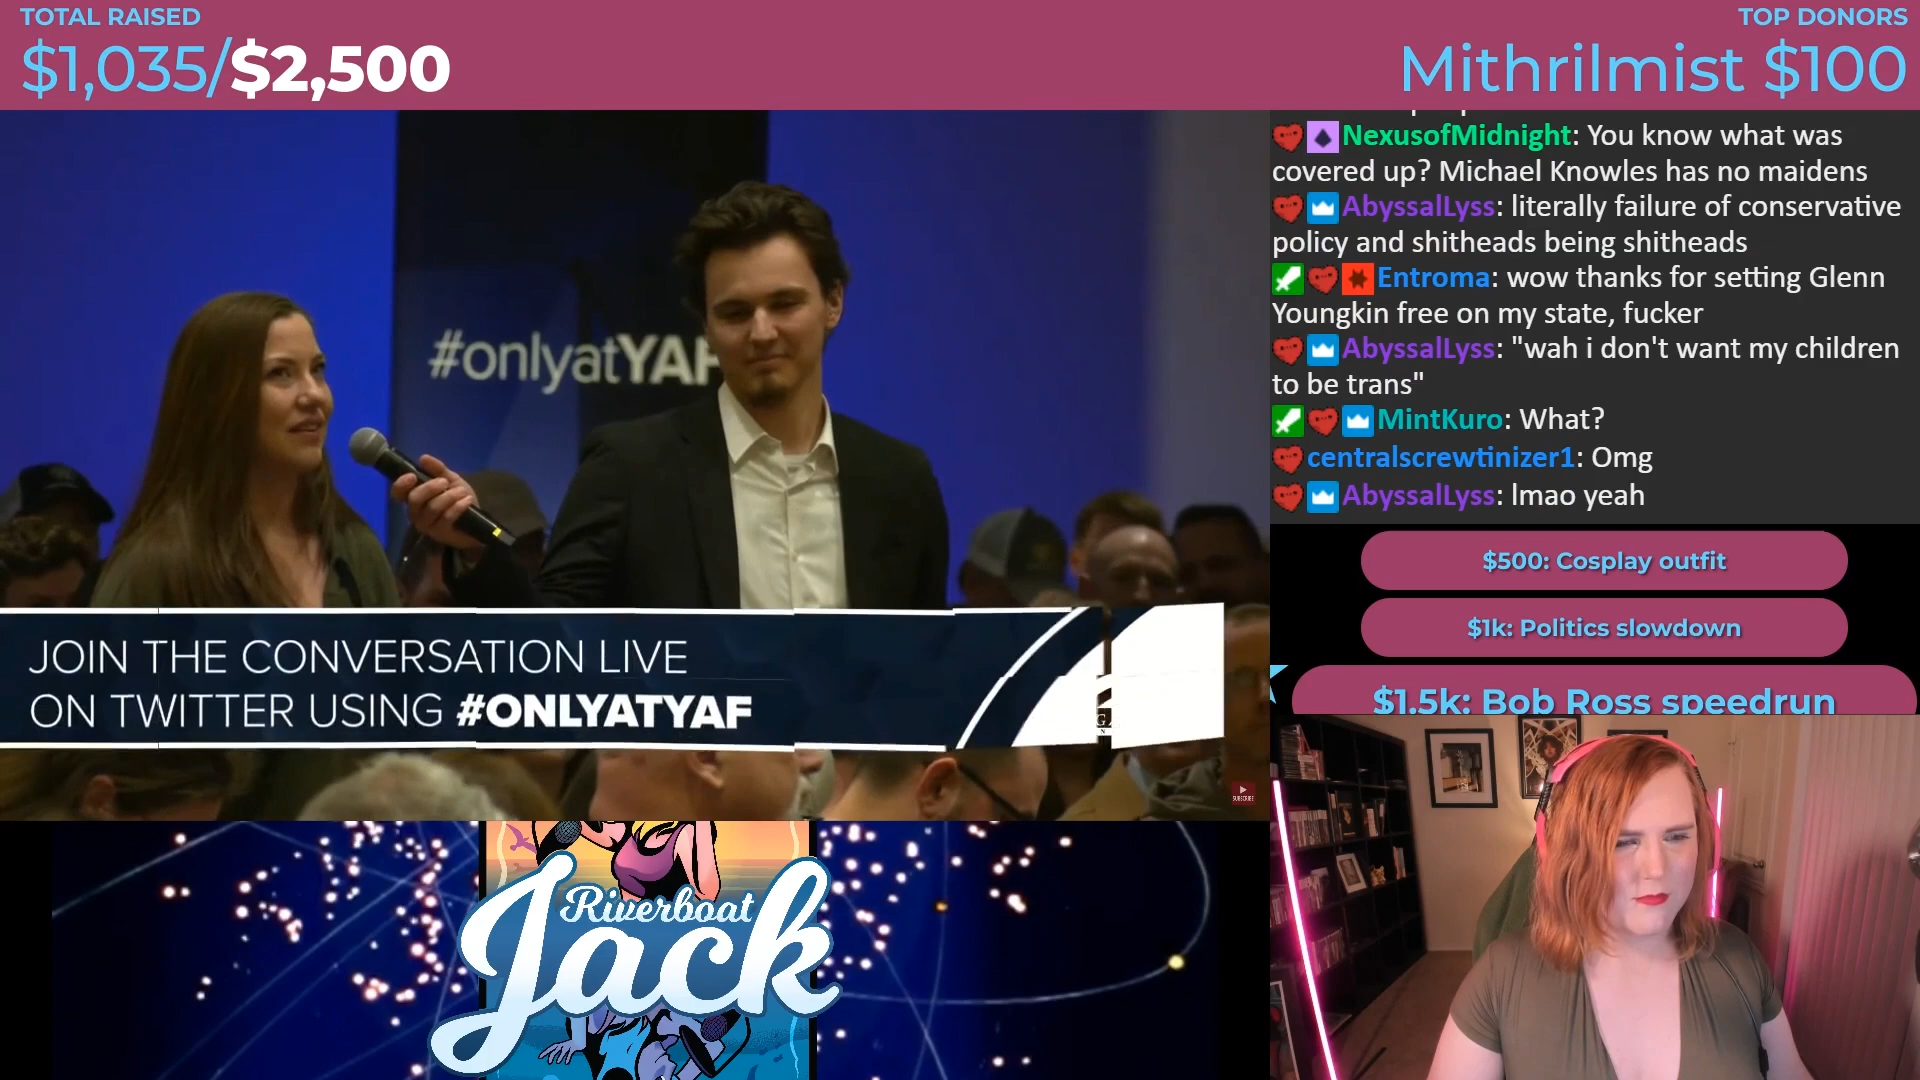 TOTAL RAISED
$1,035/$2,500
TOP DONORS
Mithrilmist $100
NexusofMidnight: You know what was
covered up? Michael Knowles has no maidens
AbyssalLyss: literally failure of conservative
policy and shitheads being shitheads
Entroma: wow thanks for setting Glenn
Youngkin free on my state, fucker
AbyssalLyss: "wah i don't want my children
to be trans"
MintKuro: What?
centralscrewtinizer1: Omg
AbyssalLyss: lmao yeah
#onlyatYAF
JOIN THE CONVERSATION LIVE
ON TWITTER USING #ONLYATYAF
SUBSCRIBE
$500: Cosplay outfit
$1k: Politics slowdown
$1.5k: Bob Ross speedrun
Riverboat
Jack